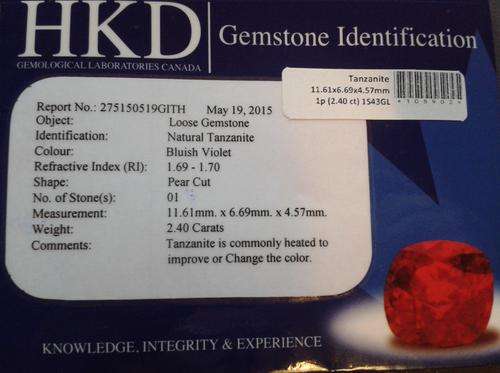 HKD
GEMOLOGICAL LABORATORIES CANADA
Gemstone Identification
Tanzanite
11.61x6.69x4.57mm
1p (2.40 ct) 1543GL
Report No.: 275150519GITH May 19, 2015
Object: Loose Gemstone
Identification: Natural Tanzanite
Colour: Bluish Violet
Refractive Index (RI): 1.69 - 1.70
Shape: Pear Cut
No. of Stone(s): 01
Measurement: 11.61mm. x 6.69mm. x 4.57mm.
Weight: 2.40 Carats
Comments: Tanzanite is commonly heated to
improve or Change the color.
KNOWLEDGE, INTEGRITY & EXPERIENCE